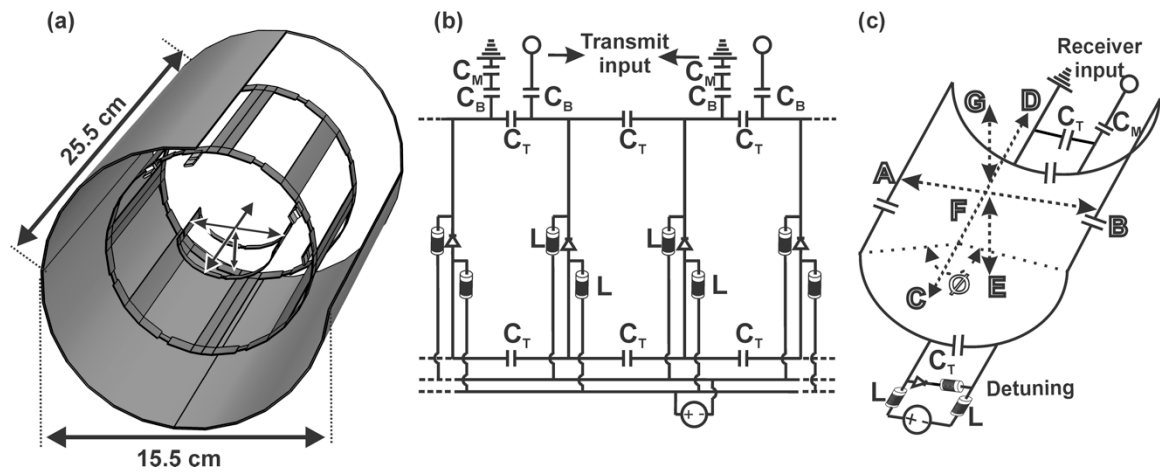 (a)
25.5 cm
15.5 cm
(b)
Transmit
input
C_M
C_B
C_B
C_M
C_B
C_B
C_T
C_T
C_T
L
L
L
L
C_T
C_T
C_T
+ -
(c)
Receiver
input
G
D
C_T
C_M
A
F
B
Ø
C
E
C_T
L
Detuning
L
+ -